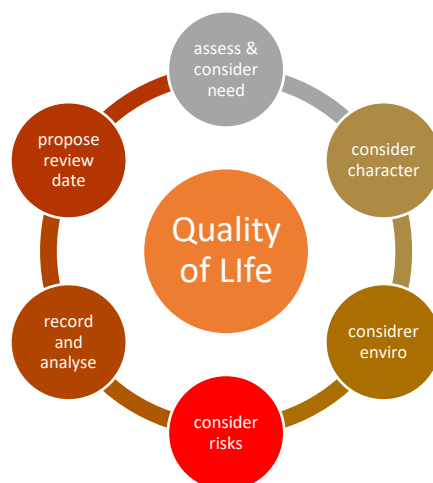 assess &
consider
need
consider
character
considrer
enviro
consider
risks
record
and
analyse
propose
review
date
Quality
of LIfe